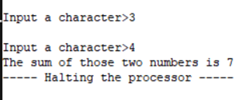 Input a character>3
Input a character>4
The sum of those two numbers is 7
----- Halting the processor -----